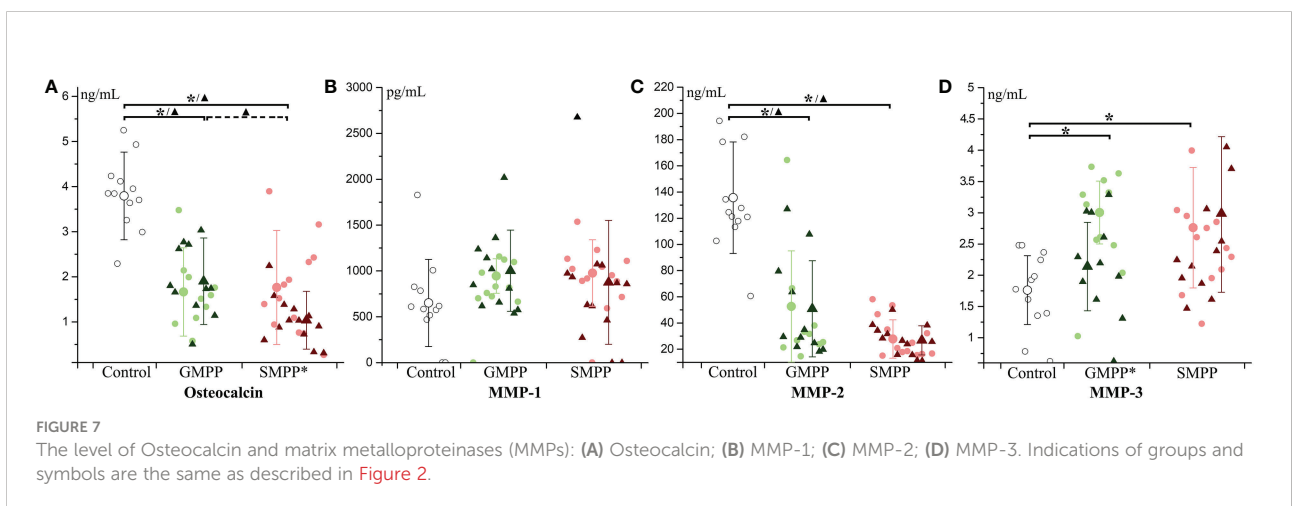 A
ng/mL
6
5
4
3
2
1
*/▲
*/▲
▲
Control GMPP SMPP*
Osteocalcin
B
pg/mL
3000
2500
2000
1500
1000
500
0
Control GMPP SMPP
MMP-1
C
ng/mL
220
200
180
160
140
120
100
80
60
40
20
*/▲
*/▲
Control GMPP SMPP
MMP-2
D
ng/mL
5
4.5
4
3.5
3
2.5
2
1.5
1
.5
0
*
*
Control GMPP* SMPP
MMP-3
FIGURE 7
The level of Osteocalcin and matrix metalloproteinases (MMPs): (A) Osteocalcin; (B) MMP-1; (C) MMP-2; (D) MMP-3. Indications of groups and
symbols are the same as described in Figure 2.